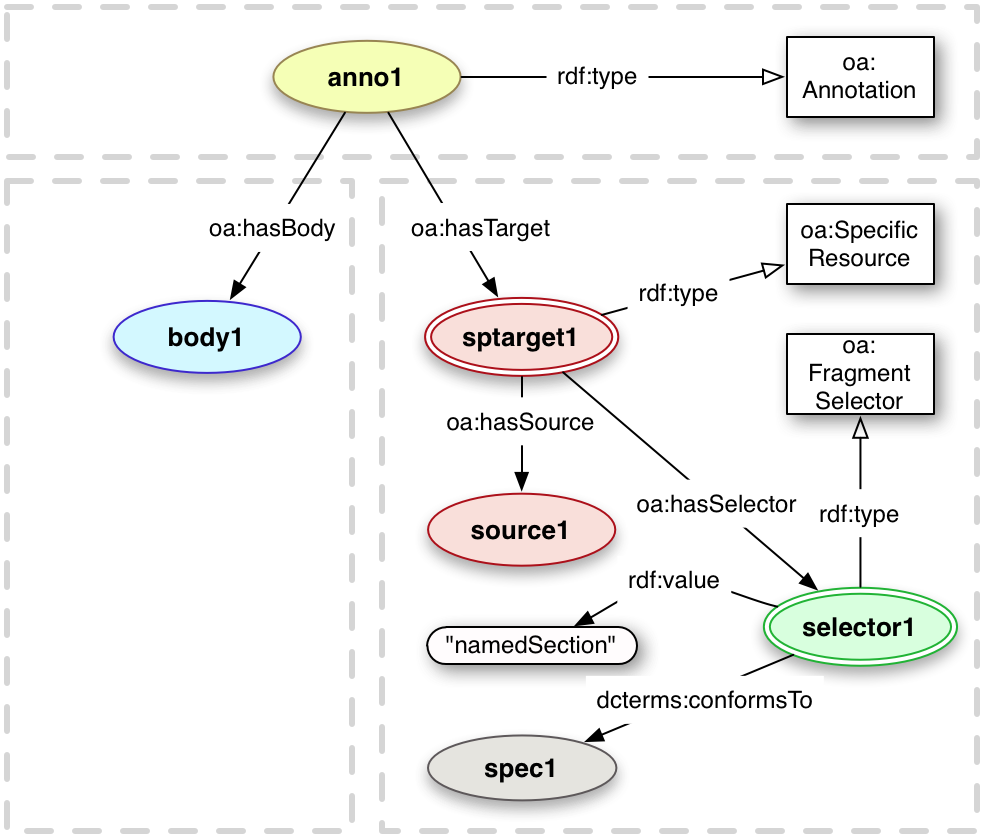 anno1
rdf:type
oa:
Annotation
oa:hasBody
oa:hasTarget
oa:Specific
Resource
rdf:type
body1
sptarget1
oa:
Fragment
Selector
oa:hasSource
oa:hasSelector
rdf:type
source1
rdf:value
selector1
"namedSection"
dcterms:conformsTo
spec1